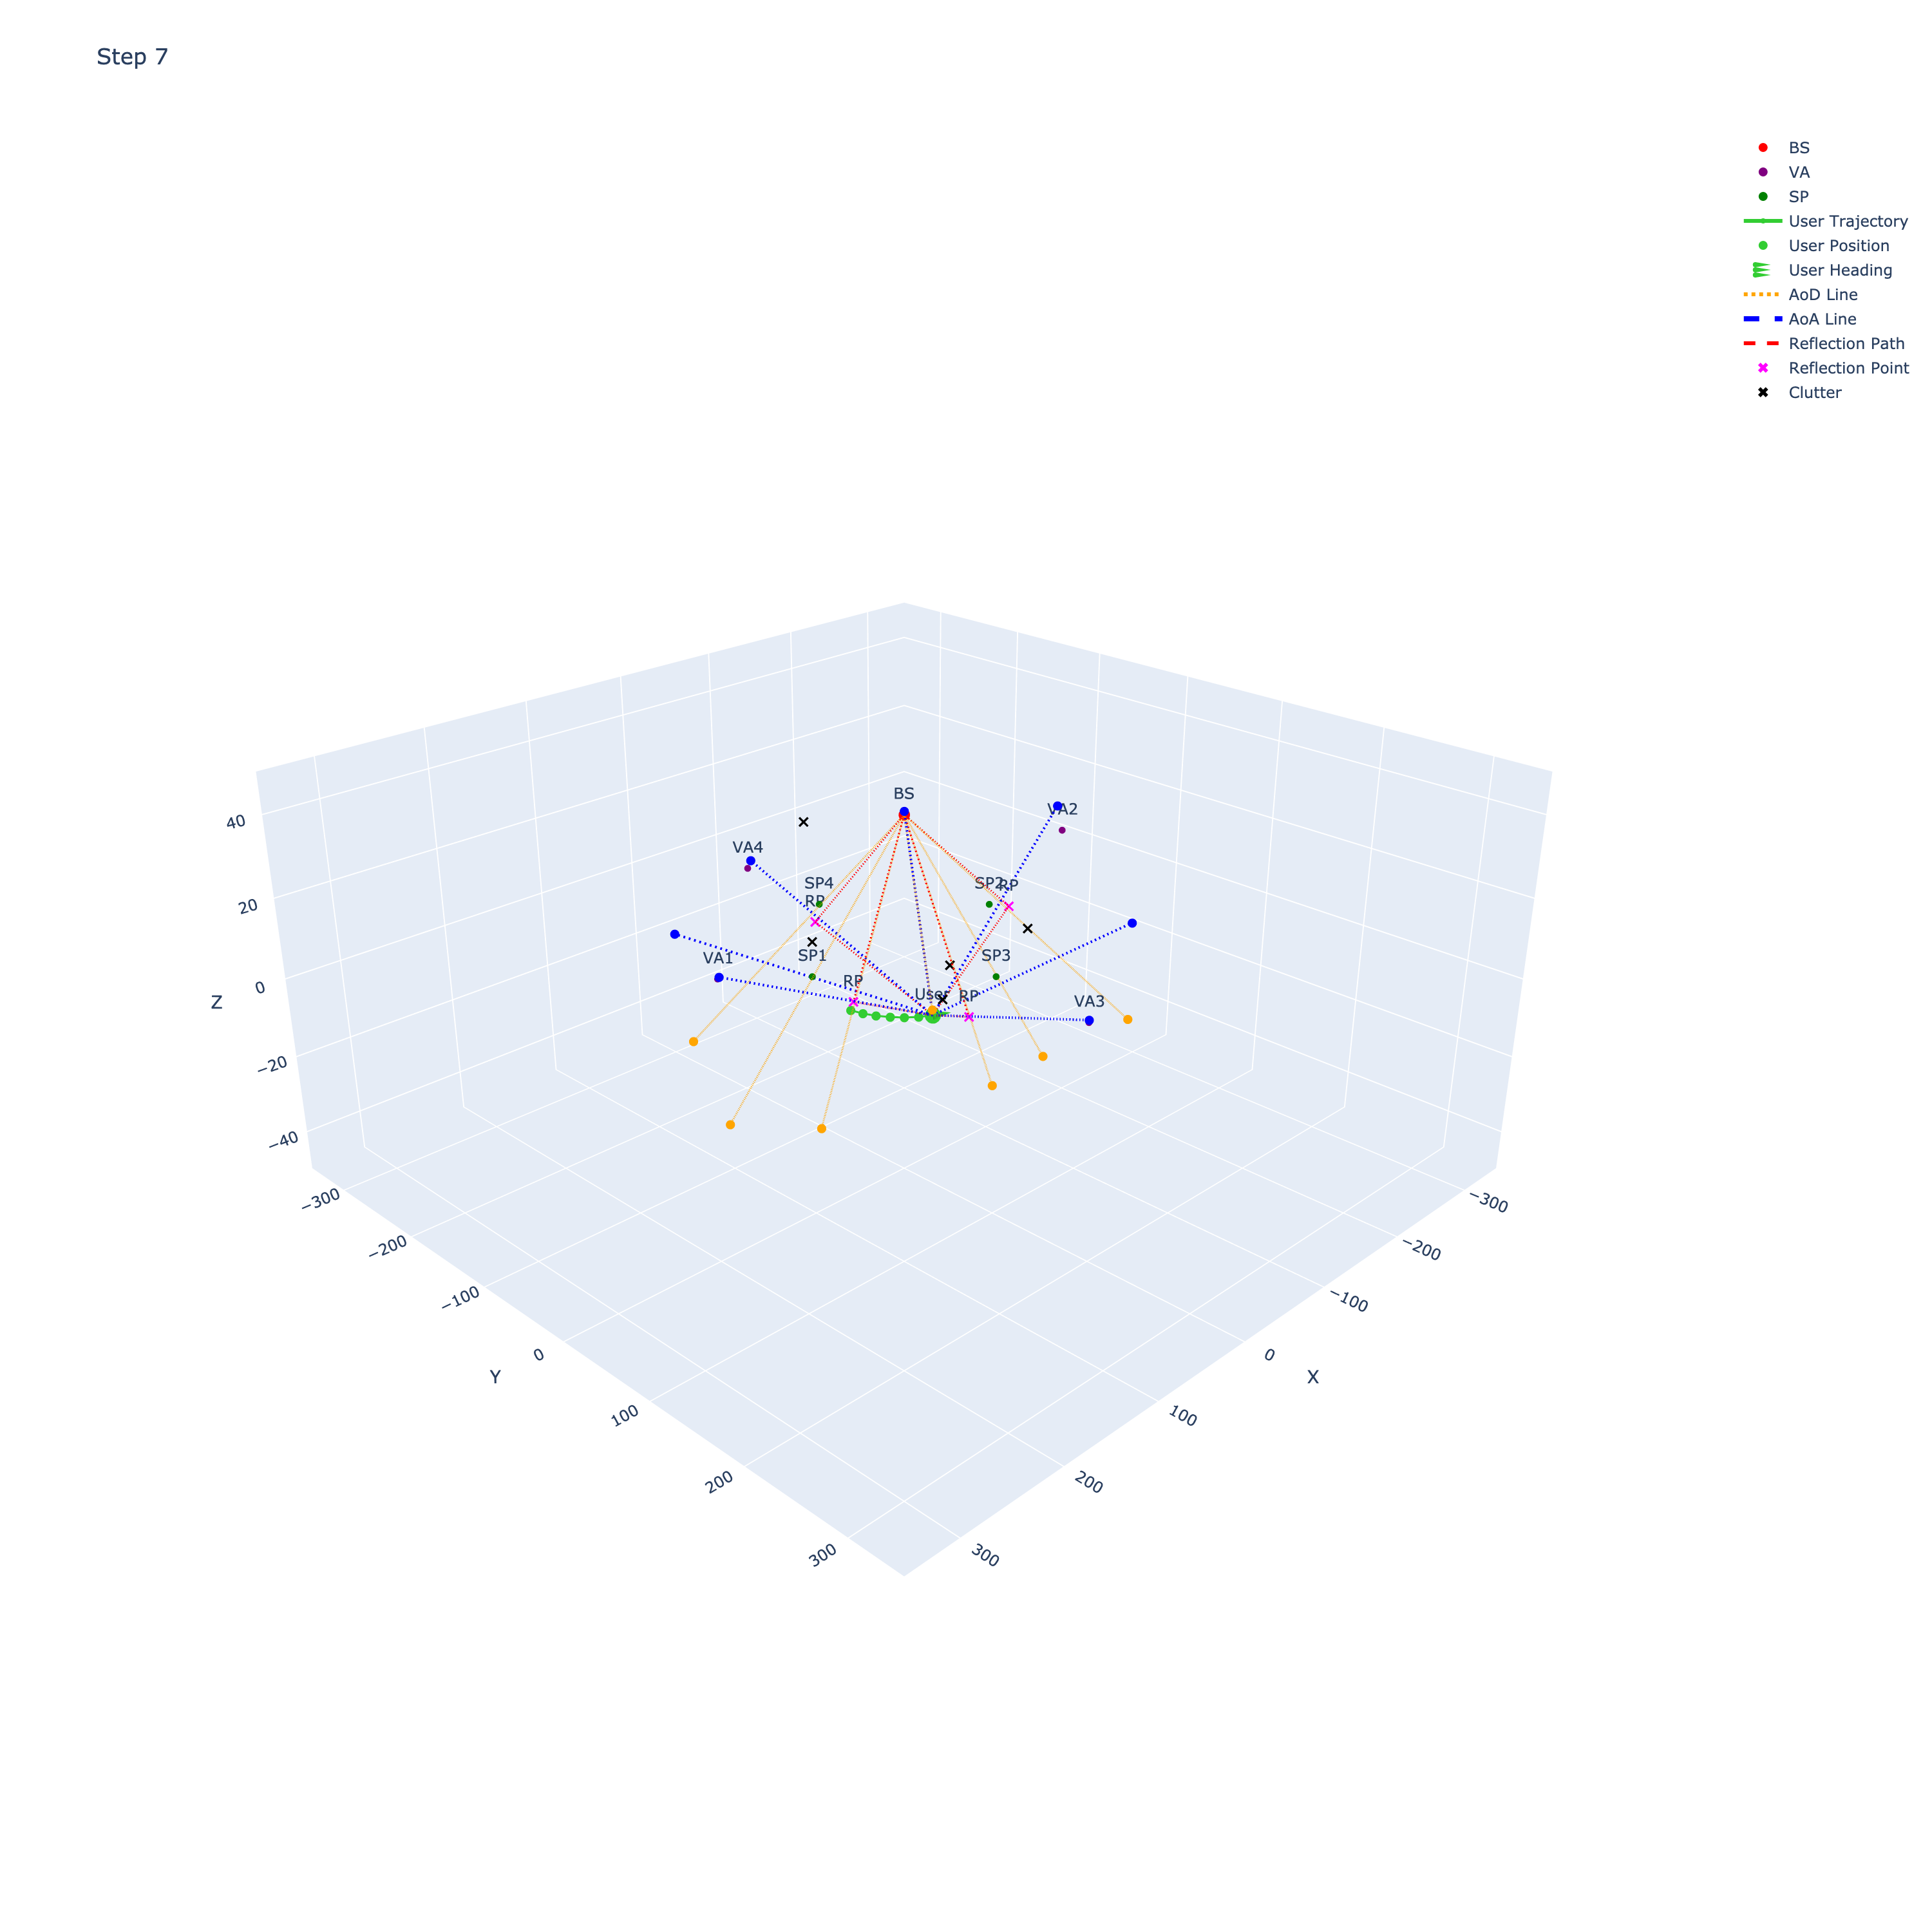 Step 7
BS
VA
SP
User Trajectory
User Position
User Heading
AoD Line
AoA Line
Reflection Path
Reflection Point
Clutter
BS
VA2
VA4
SP4
SP2
RP
RP
SP1
SP3
VA1
RP
User
RP
VA3
40
20
0
−20
−40
Z
−300
−200
−100
0
100
200
300
Y
−300
−200
−100
0
100
200
300
X